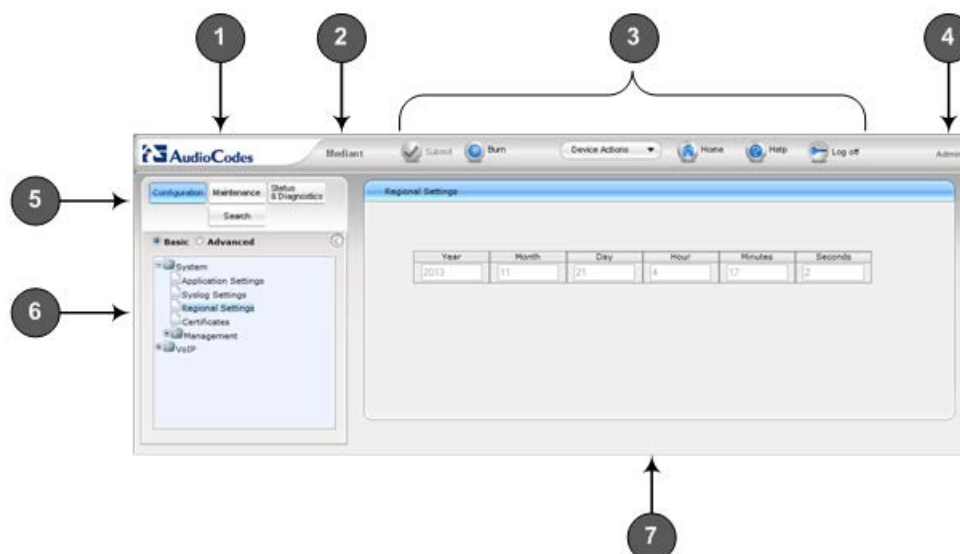 1
2
3
4
AudioCodes
Mediant
Submit
Burn
Device Actions
Home
Help
Log off
Admin
5
Configuration
Maintenance
Status
& Diagnostics
Search
Basic
Advanced
Regional Settings
Year
Month
Day
Hour
Minutes
Seconds
2013
11
21
4
17
2
6
System
Application Settings
Syslog Settings
Regional Settings
Certificates
Management
VoIP
7